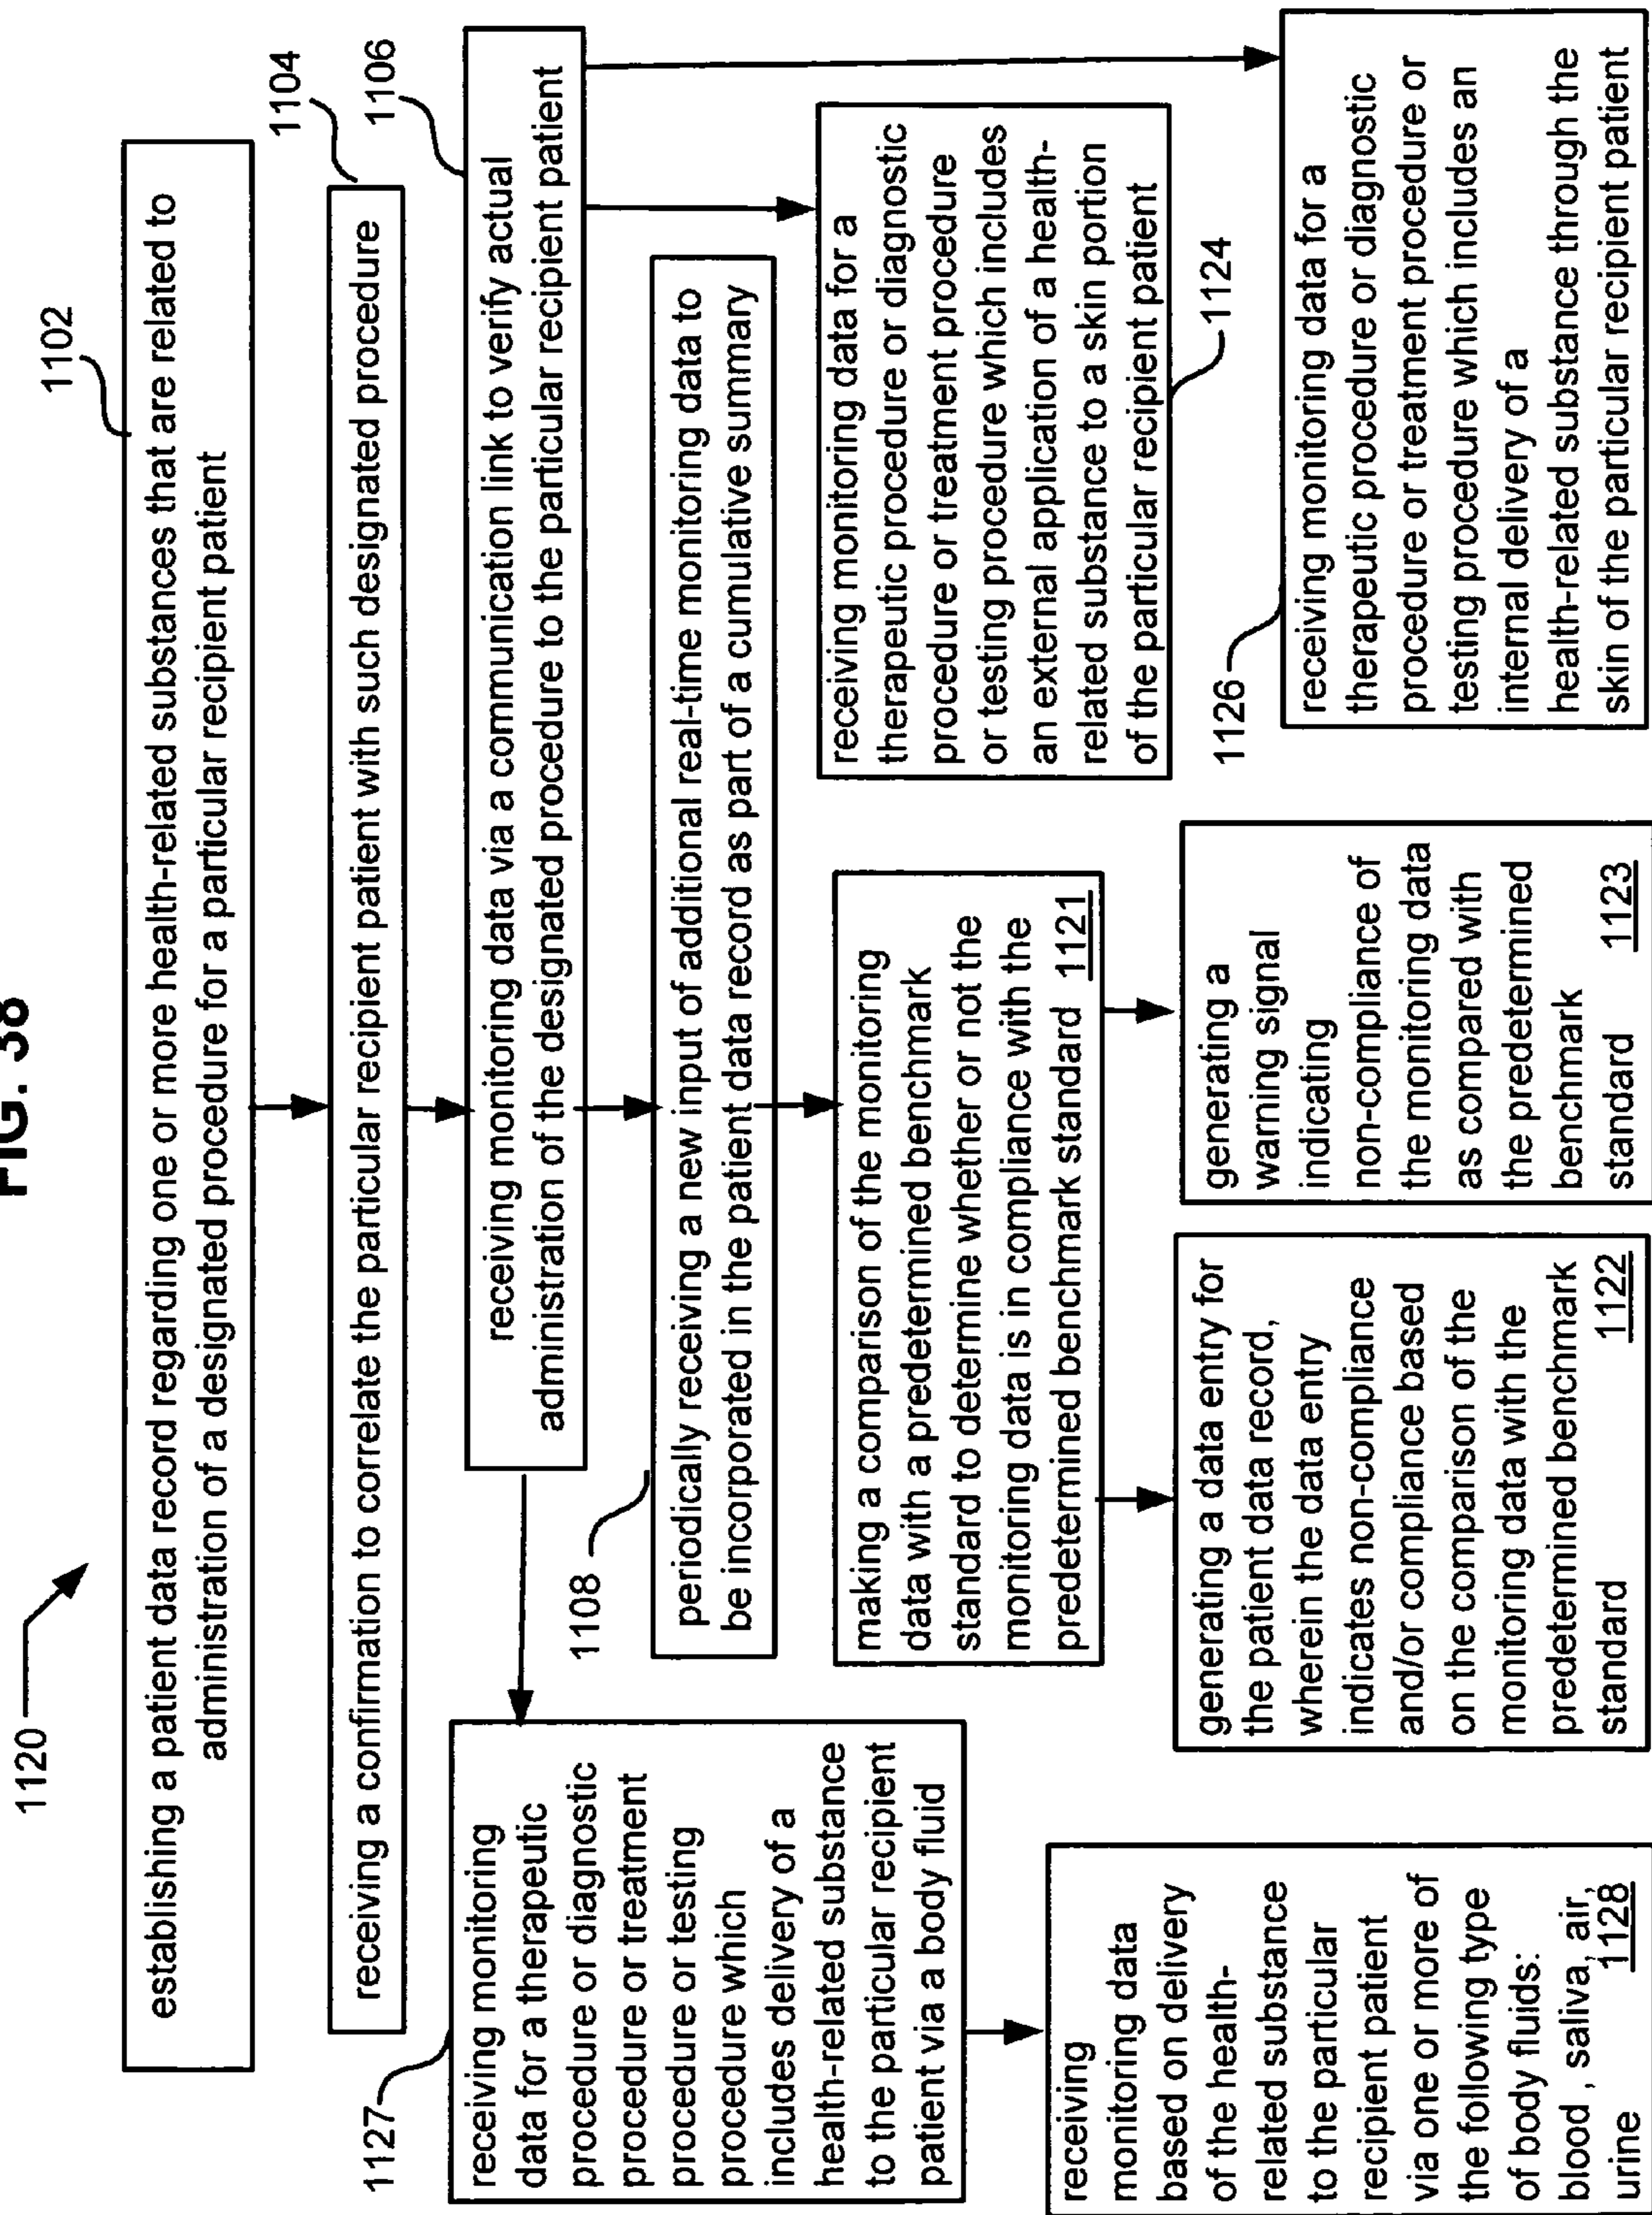 FIG. 38
1120
1102
establishing a patient data record regarding one or more health-related substances that are related to
administration of a designated procedure for a particular recipient patient
1104
receiving a confirmation to correlate the particular recipient patient with such designated procedure
1106
receiving monitoring data via a communication link to verify actual
administration of the designated procedure to the particular recipient patient
1108
periodically receiving a new input of additional real-time monitoring data to
be incorporated in the patient data record as part of a cumulative summary
1127
receiving monitoring
data for a therapeutic
procedure or diagnostic
procedure or treatment
procedure or testing
procedure which
includes delivery of a
health-related substance
to the particular recipient
patient via a body fluid
receiving
monitoring data
based on delivery
of the health-
related substance
to the particular
recipient patient
via one or more of
the following type
of body fluids:
blood , saliva, air,
urine 1128
making a comparison of the monitoring
data with a predetermined benchmark
standard to determine whether or not the
monitoring data is in compliance with the
predetermined benchmark standard 1121
generating a data entry for
the patient data record,
wherein the data entry
indicates non-compliance
and/or compliance based
on the comparison of the
monitoring data with the
predetermined benchmark
standard 1122
generating a
warning signal
indicating
non-compliance of
the monitoring data
as compared with
the predetermined
benchmark
standard 1123
receiving monitoring data for a
therapeutic procedure or diagnostic
procedure or treatment procedure
or testing procedure which includes
an external application of a health-
related substance to a skin portion
of the particular recipient patient
1124
1126
receiving monitoring data for a
therapeutic procedure or diagnostic
procedure or treatment procedure or
testing procedure which includes an
internal delivery of a
health-related substance through the
skin of the particular recipient patient